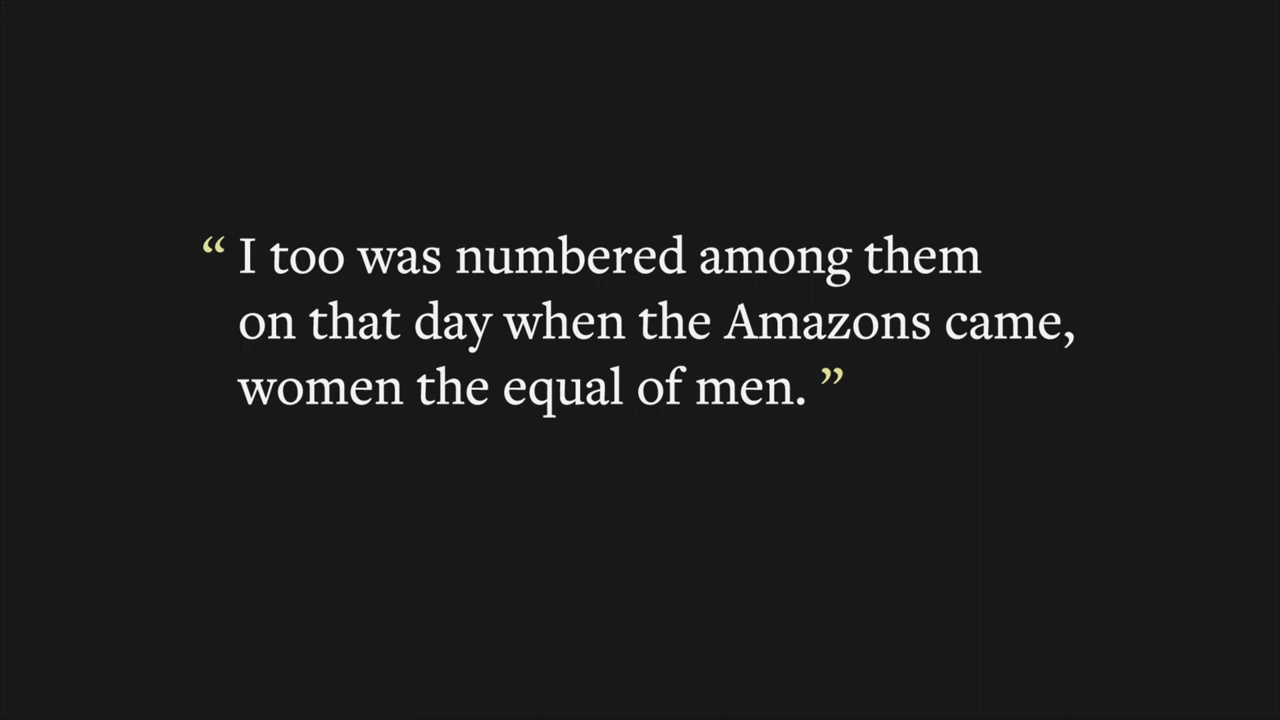 “ I too was numbered among them
on that day when the Amazons came,
women the equal of men. ”